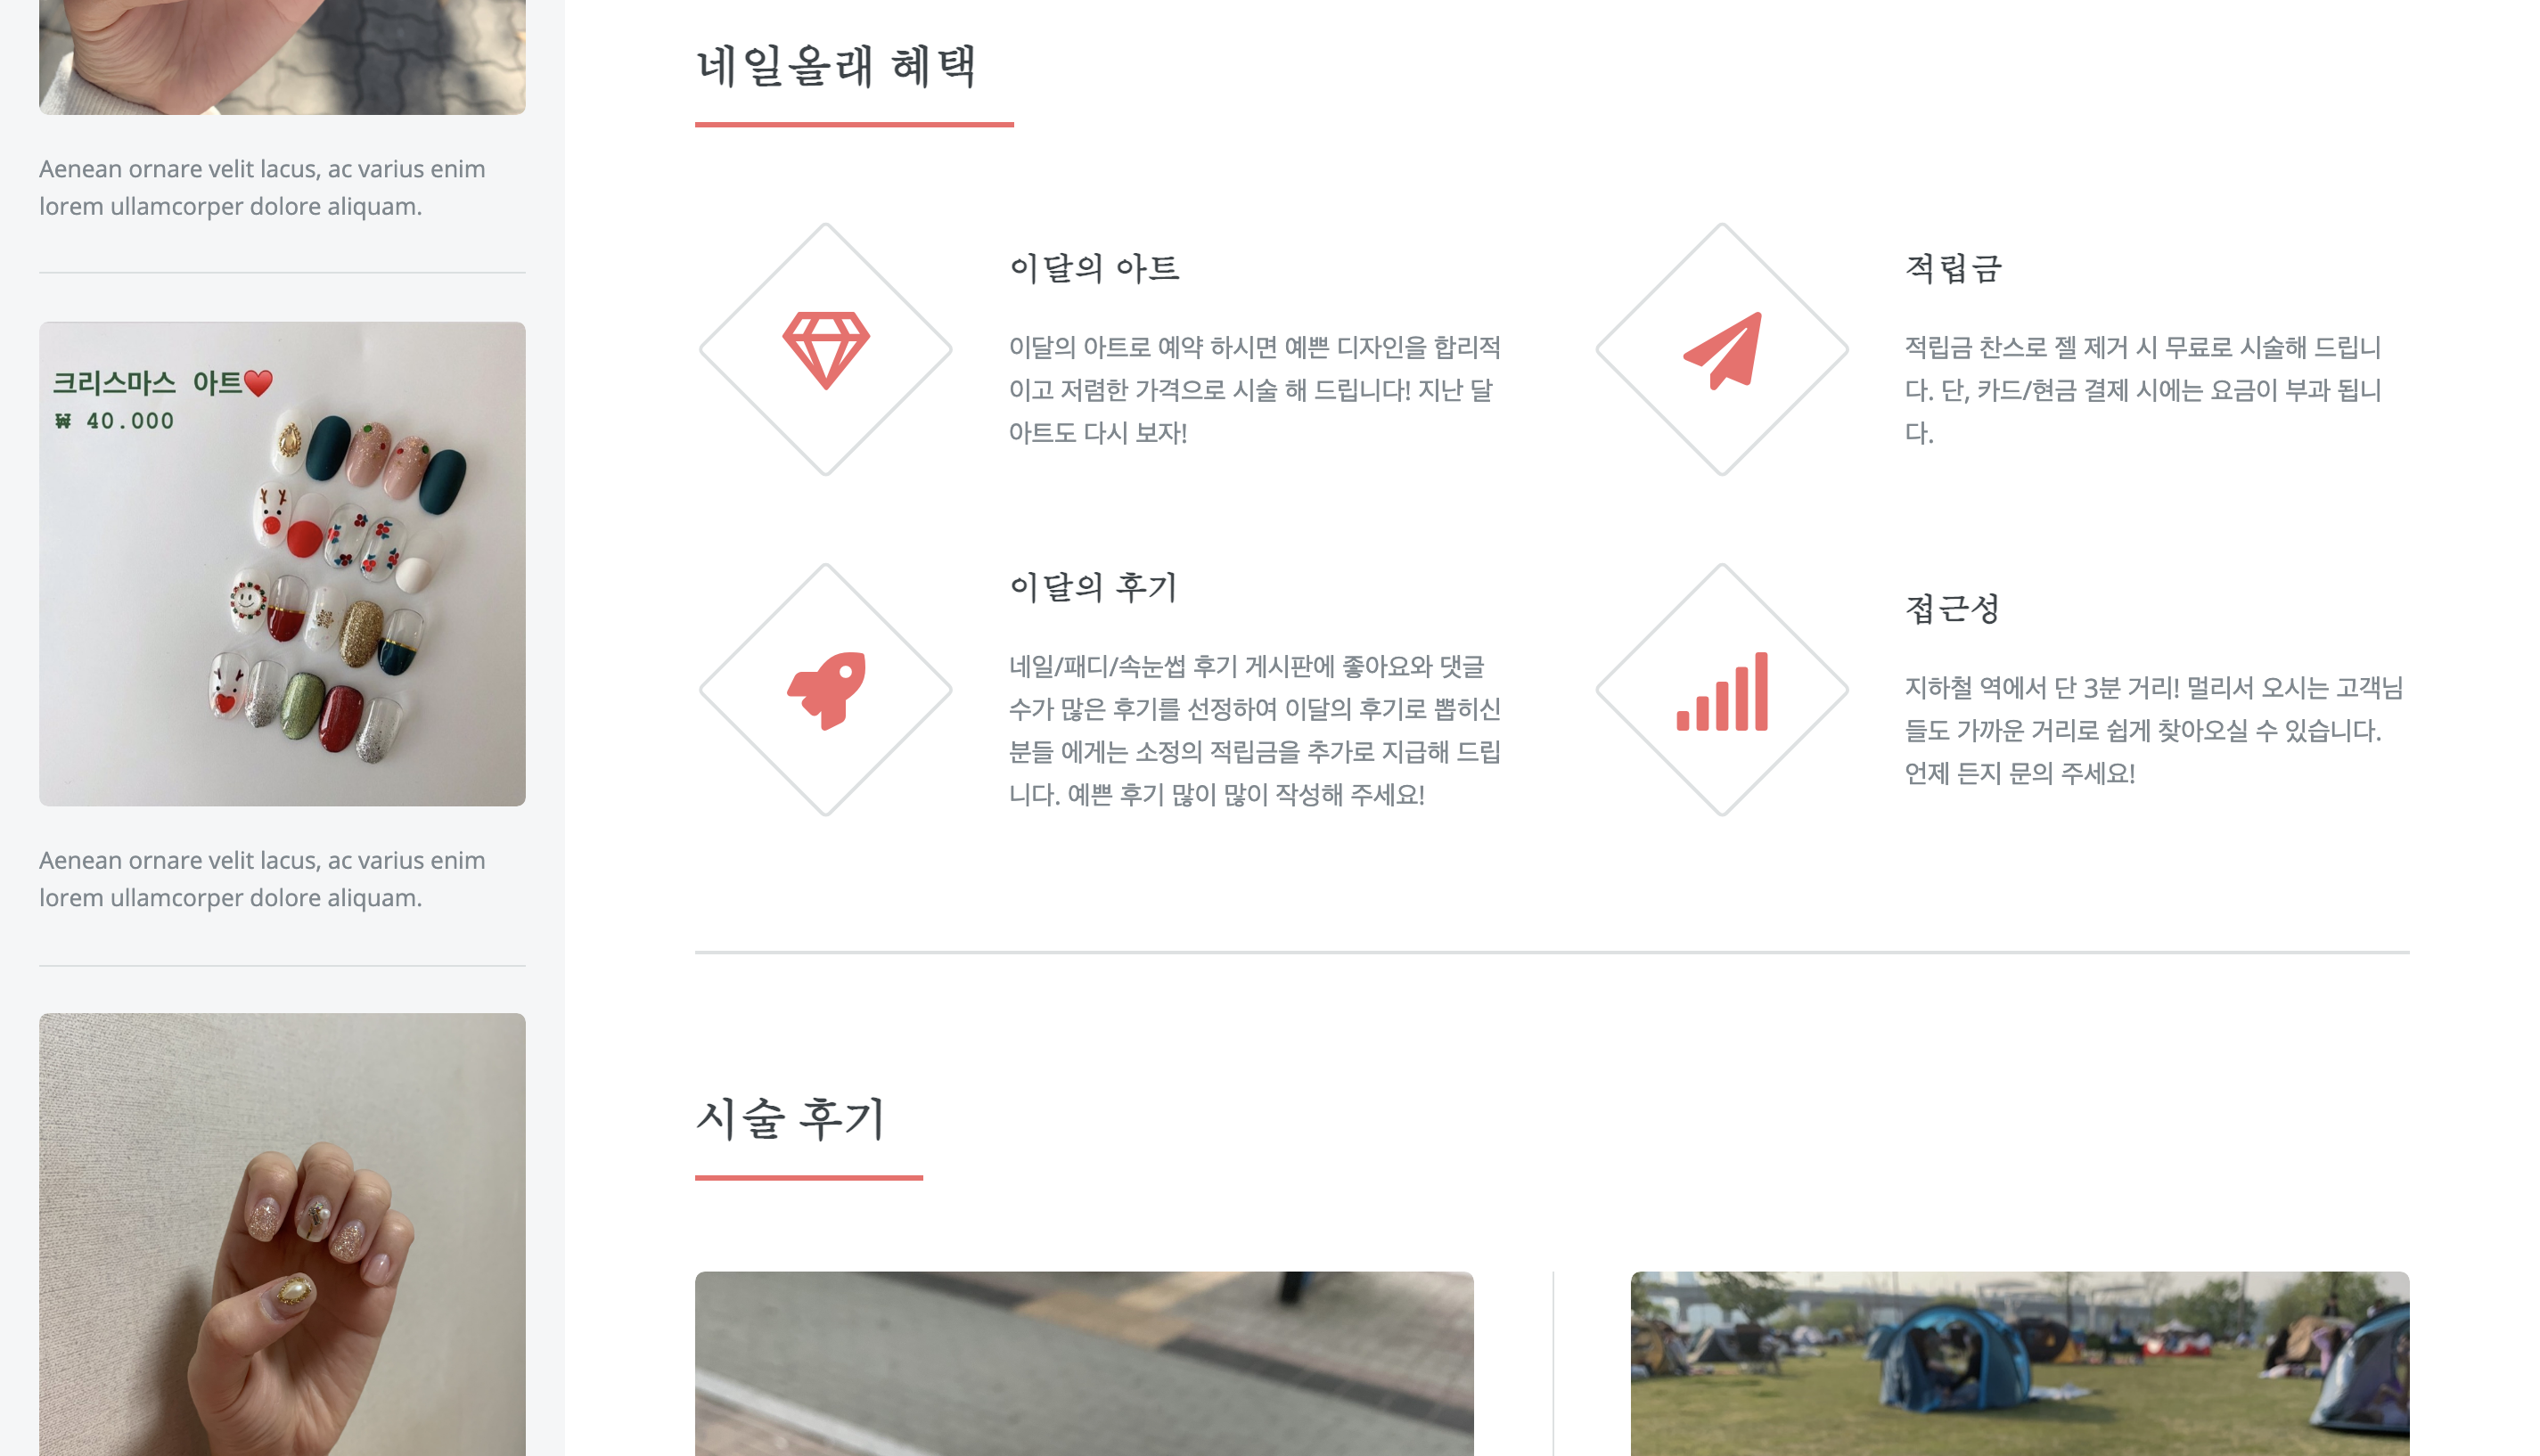 Aenean ornare velit lacus, ac varius enim
lorem ullamcorper dolore aliquam.
크리스마스 아트❤️
₩ 40.000
Aenean ornare velit lacus, ac varius enim
lorem ullamcorper dolore aliquam.
네일올래 혜택
이달의 아트
이달의 아트로 예약 하시면 예쁜 디자인을 합리적
이고 저렴한 가격으로 시술 해 드립니다! 지난 달
아트도 다시 보자!
적립금
적립금 찬스로 젤 제거 시 무료로 시술해 드립니
다. 단, 카드/현금 결제 시에는 요금이 부과 됩니
다.
이달의 후기
네일/패디/속눈썹 후기 게시판에 좋아요와 댓글
수가 많은 후기를 선정하여 이달의 후기로 뽑히신
분들 에게는 소정의 적립금을 추가로 지급해 드립
니다. 예쁜 후기 많이 많이 작성해 주세요!
접근성
지하철 역에서 단 3분 거리! 멀리서 오시는 고객님
들도 가까운 거리로 쉽게 찾아오실 수 있습니다.
언제 든지 문의 주세요!
시술 후기